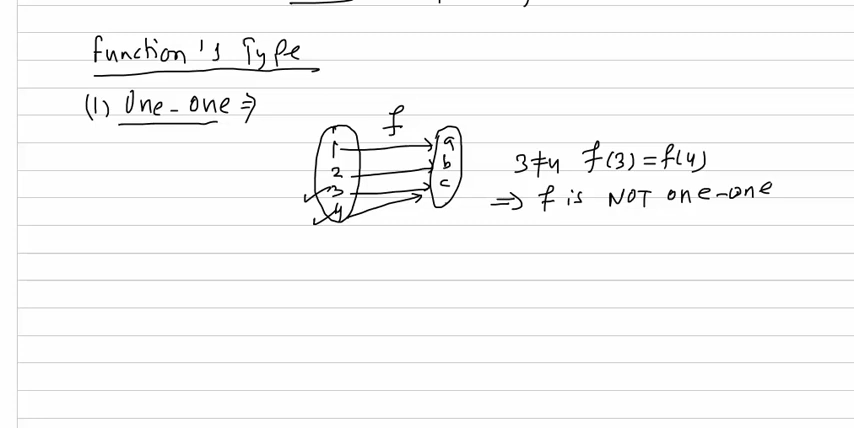 Function's Type
(1) One-one ⇒
f
1 a
2 b
3 c
4
3≠4 f(3)=f(4)
⇒ f is NOT one-one